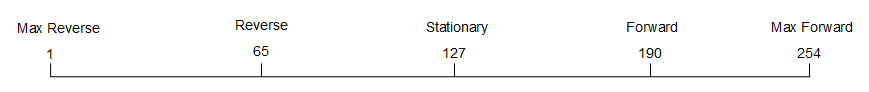 Max Reverse Reverse Stationary Forward Max Forward
1 65 127 190 254